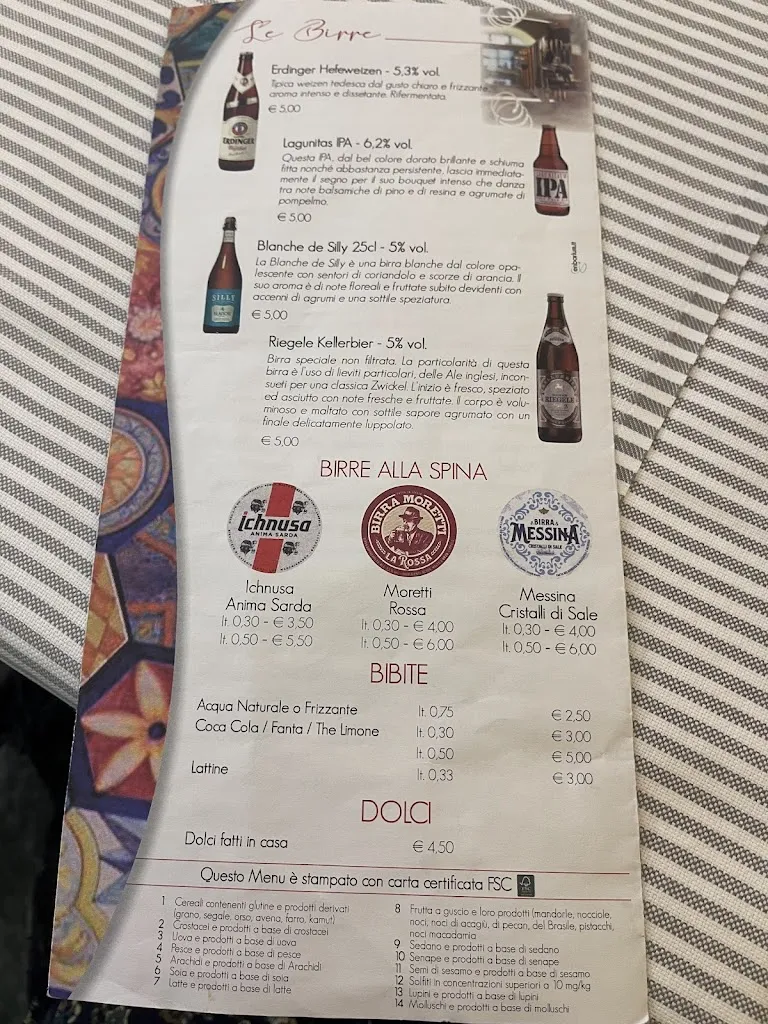 Le Birre
Erdinger Hefeweizen - 5,3% vol.
Tipica weizen tedesca dal gusto chiaro e frizzante,
aroma intenso e dissetante. Rifermentata.
€ 5,00
ERDINGER
Lagunitas IPA - 6,2% vol.
Questa IPA, dal bel colore dorato brillante e schiuma
fitta nonché abbastanza persistente, lascia immediata-
mente il segno per il suo bouquet intenso che danza
tra note balsamiche di pino e di resina e agrumate di
pompelmo.
€ 5,00
IPA
Blanche de Silly 25cl - 5% vol.
La Blanche de Silly è una birra blanche dal colore opa-
lescente con sentori di coriandolo e scorze di arancia. Il
suo aroma è di note floreali e fruttate subito devidenti con
accenni di agrumi e una sottile speziatura.
€ 5,00
SILLY
Riegele Kellerbier - 5% vol.
Birra speciale non filtrata. La particolarità di questa
birra è l'uso di lieviti particolari, delle Ale inglesi, incon-
sueti per una classica Zwickel. L'inizio è fresco, speziato
ed asciutto con note fresche e fruttate. Il corpo è volu-
minoso e maltato con sottile sapore agrumato con un
finale delicatamente luppolato.
€ 5,00
RIEGELE
BIRRE ALLA SPINA
ichnusa
ANIMA SARDA
BIRRA MORETTI
LA ROSSA
BIRRA
MESSINA
CRISTALLI DI SALE
Ichnusa
Anima Sarda
lt. 0,30 - € 3,50
lt. 0,50 - € 5,50
Moretti
Rossa
lt. 0,30 - € 4,00
lt. 0,50 - € 6,00
Messina
Cristalli di Sale
lt. 0,30 - € 4,00
lt. 0,50 - € 6,00
BIBITE
Acqua Naturale o Frizzante lt. 0,75 € 2,50
Coca Cola / Fanta / The Limone lt. 0,30 € 3,00
lt. 0,50 € 5,00
Lattine lt. 0,33 € 3,00
DOLCI
Dolci fatti in casa € 4,50
Questo Menu è stampato con carta certificata FSC
FSC
1 Cereali contenenti glutine e prodotti derivati
(grano, segale, orso, avena, farro, kamut)
2 Crostacei e prodotti a base di crostacei
3 Uova e prodotti a base di uova
4 Pesce e prodotti a base di pesce
5 Arachidi e prodotti a base di Arachidi
6 Soia e prodotti a base di soia
7 Latte e prodotti a base di latte
8 Frutta a guscio e loro prodotti (mandorle, nocciole,
noci, noci di acagiù, di pecan, del Brasile, pistacchi,
noci macadamia
9 Sedano e prodotti a base di sedano
10 Senape e prodotti a base di senape
11 Semi di sesamo e prodotti a base di sesamo
12 Solfiti in concentrazioni superiori a 10 mg/kg
13 Lupini e prodotti a base di lupini
14 Molluschi e prodotti a base di molluschi